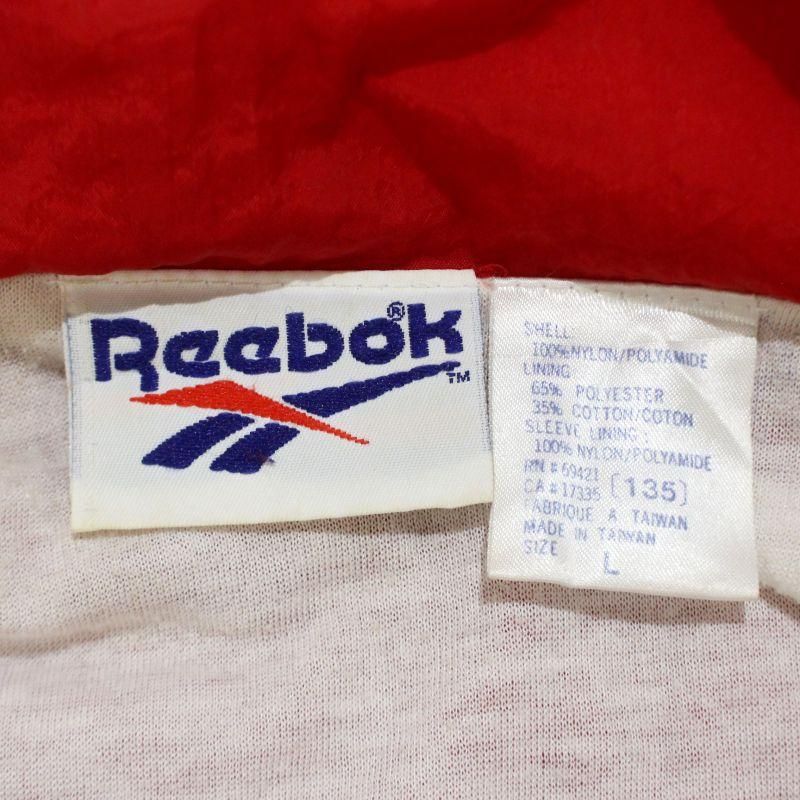 Reebok®
TM
SHELL:
100%NYLON/POLYAMIDE
LINING
65% POLYESTER
35% COTTON/COTON
SLEEVE LINING:
100% NYLON/POLYAMIDE
RN#69421
CA#17335 [135]
FABRIQUE A TAIWAN
MADE IN TAIWAN
SIZE L